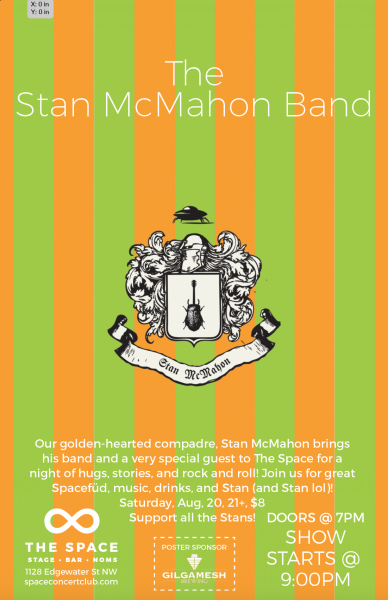 X: 0 in
Y: 0 in
The
Stan McMahon Band
Stan McMahon
Our golden-hearted compadre, Stan McMahon brings
his band and a very special guest to The Space for a
night of hugs, stories, and rock and roll! Join us for great
Spacefüd, music, drinks, and Stan (and Stan lol)!
Saturday, Aug, 20, 21+, $8
Support all the Stans!
DOORS @ 7PM
SHOW
STARTS @
9:00PM
THE SPACE
STAGE • BAR • NOMS
1128 Edgewater St NW
spaceconcertclub.com
POSTER SPONSOR
GILGAMESH